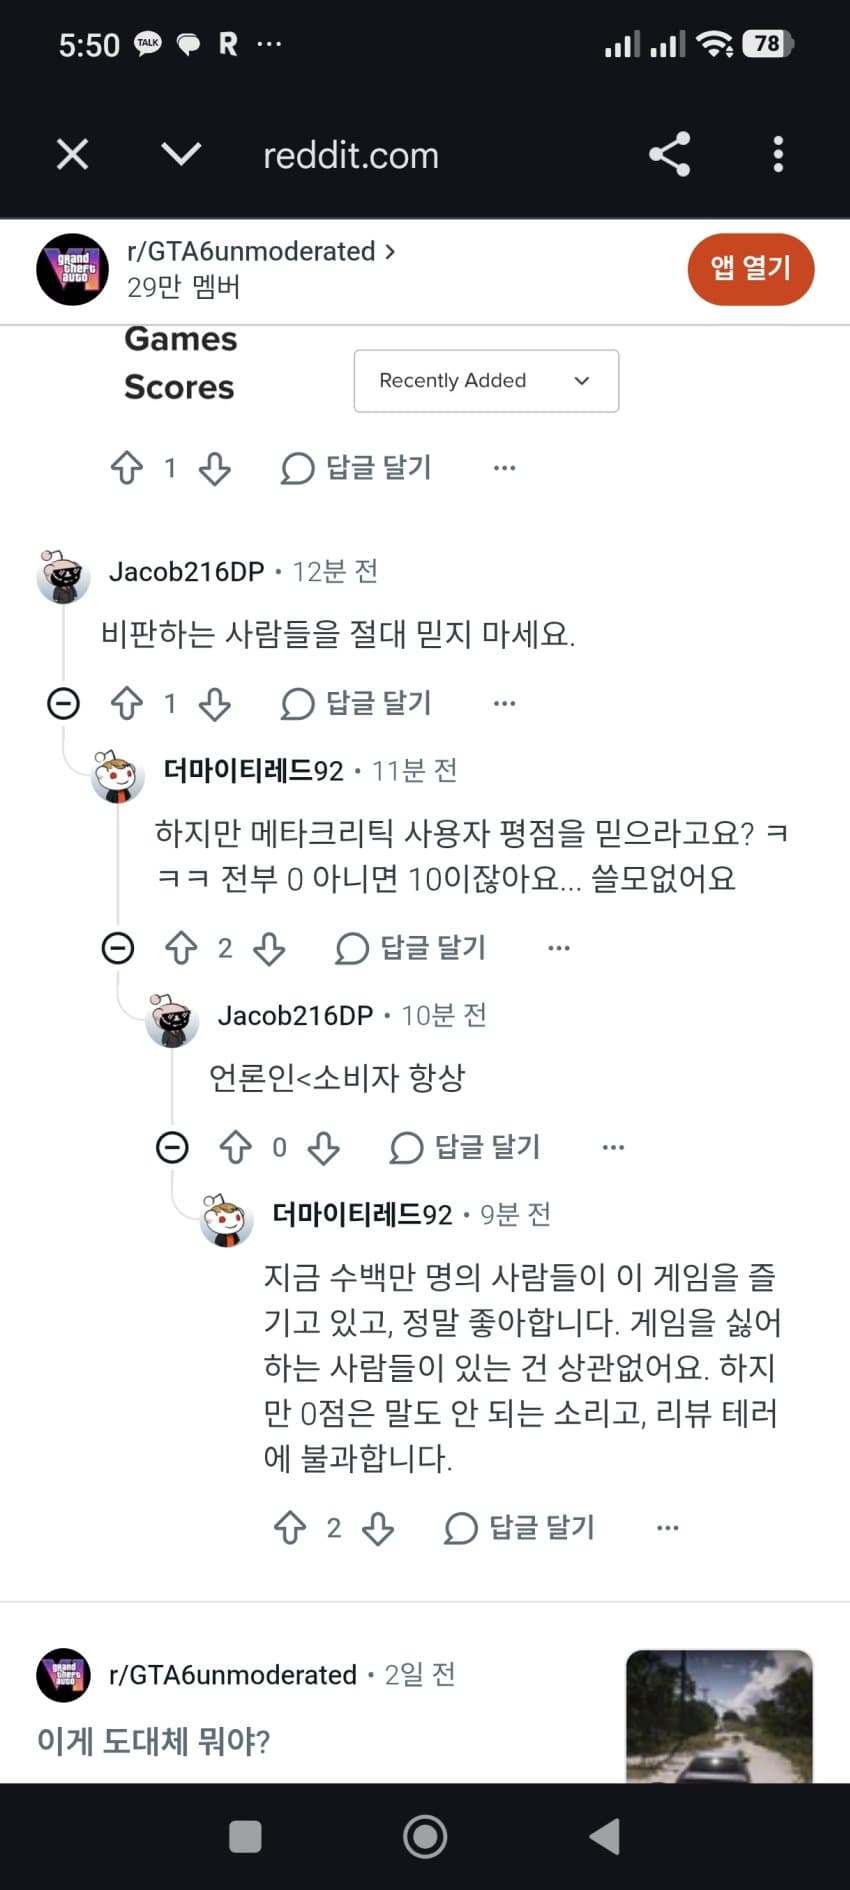 5:50 TALK R ... 78
reddit.com
r/GTA6unmoderated >
29만 멤버
앱 열기
grand theft auto VI
Games
Scores
Recently Added
1 답글 달기 ...
Jacob216DP • 12분 전
비판하는 사람들을 절대 믿지 마세요.
1 답글 달기 ...
더마이티레드92 • 11분 전
하지만 메타크리틱 사용자 평점을 믿으라고요? ㅋ
ㅋㅋ 전부 0 아니면 10이잖아요... 쓸모없어요
2 답글 달기 ...
Jacob216DP • 10분 전
언론인<소비자 항상
0 답글 달기 ...
더마이티레드92 • 9분 전
지금 수백만 명의 사람들이 이 게임을 즐
기고 있고, 정말 좋아합니다. 게임을 싫어
하는 사람들이 있는 건 상관없어요. 하지
만 0점은 말도 안 되는 소리고, 리뷰 테러
에 불과합니다.
2 답글 달기 ...
grand theft auto VI
r/GTA6unmoderated • 2일 전
이게 도대체 뭐야?